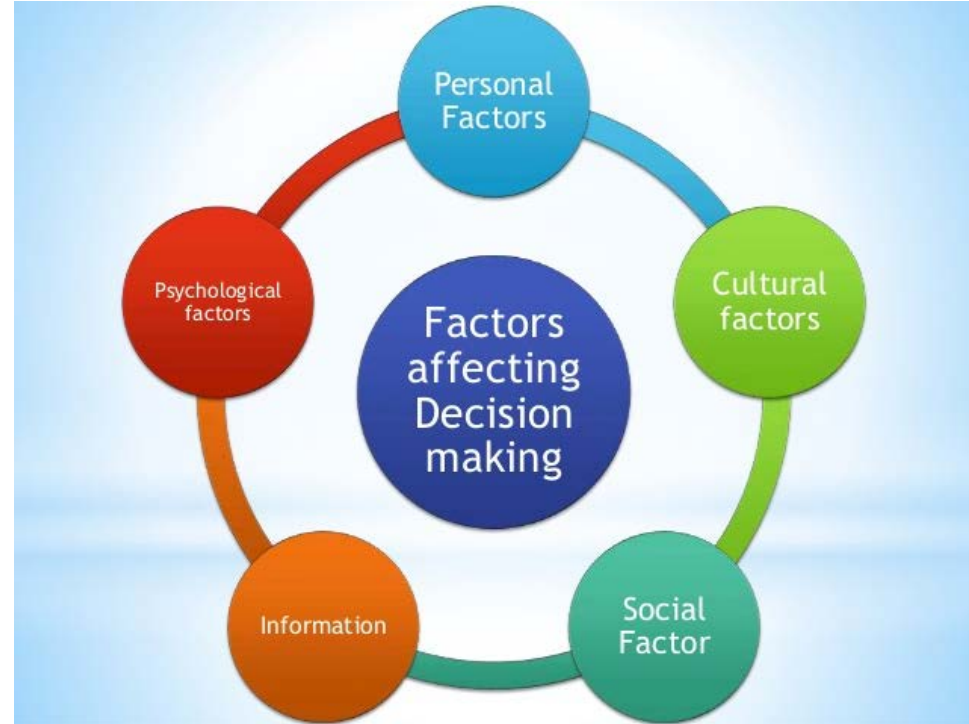 Personal
Factors
Cultural
factors
Psychological
factors
Factors
affecting
Decision
making
Information
Social
Factor